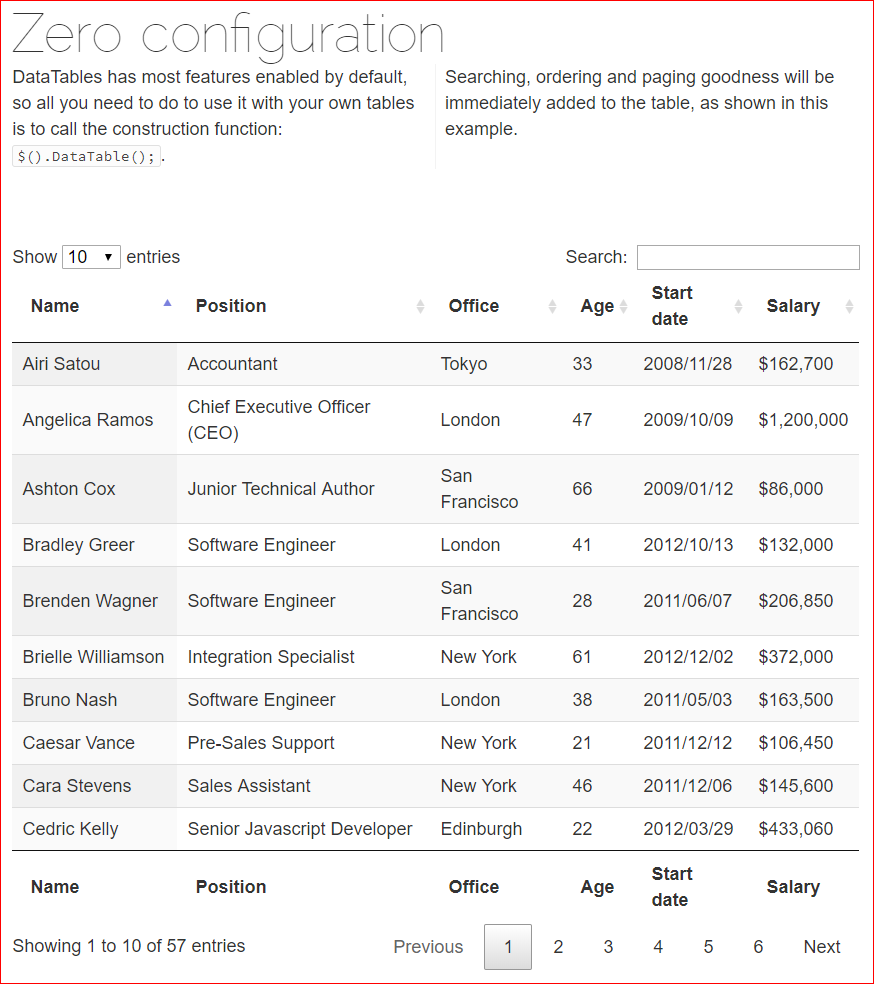 Zero configuration
DataTables has most features enabled by default,
so all you need to do to use it with your own tables
is to call the construction function:
$().DataTable();.
Searching, ordering and paging goodness will be
immediately added to the table, as shown in this
example.
Show 10 entries
Search:
Name Position Office Age Start date Salary
Airi Satou Accountant Tokyo 33 2008/11/28 $162,700
Angelica Ramos Chief Executive Officer (CEO) London 47 2009/10/09 $1,200,000
Ashton Cox Junior Technical Author San Francisco 66 2009/01/12 $86,000
Bradley Greer Software Engineer London 41 2012/10/13 $132,000
Brenden Wagner Software Engineer San Francisco 28 2011/06/07 $206,850
Brielle Williamson Integration Specialist New York 61 2012/12/02 $372,000
Bruno Nash Software Engineer London 38 2011/05/03 $163,500
Caesar Vance Pre-Sales Support New York 21 2011/12/12 $106,450
Cara Stevens Sales Assistant New York 46 2011/12/06 $145,600
Cedric Kelly Senior Javascript Developer Edinburgh 22 2012/03/29 $433,060
Name Position Office Age Start date Salary
Showing 1 to 10 of 57 entries
Previous 1 2 3 4 5 6 Next